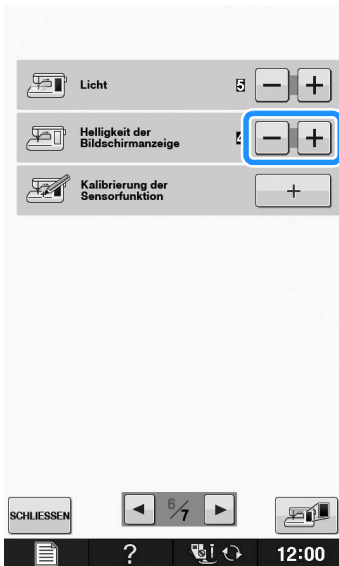 Licht
5
Helligkeit der
Bildschirmanzeige
Kalibrierung der
Sensorfunktion
SCHLIESSEN
6/7
?
12:00